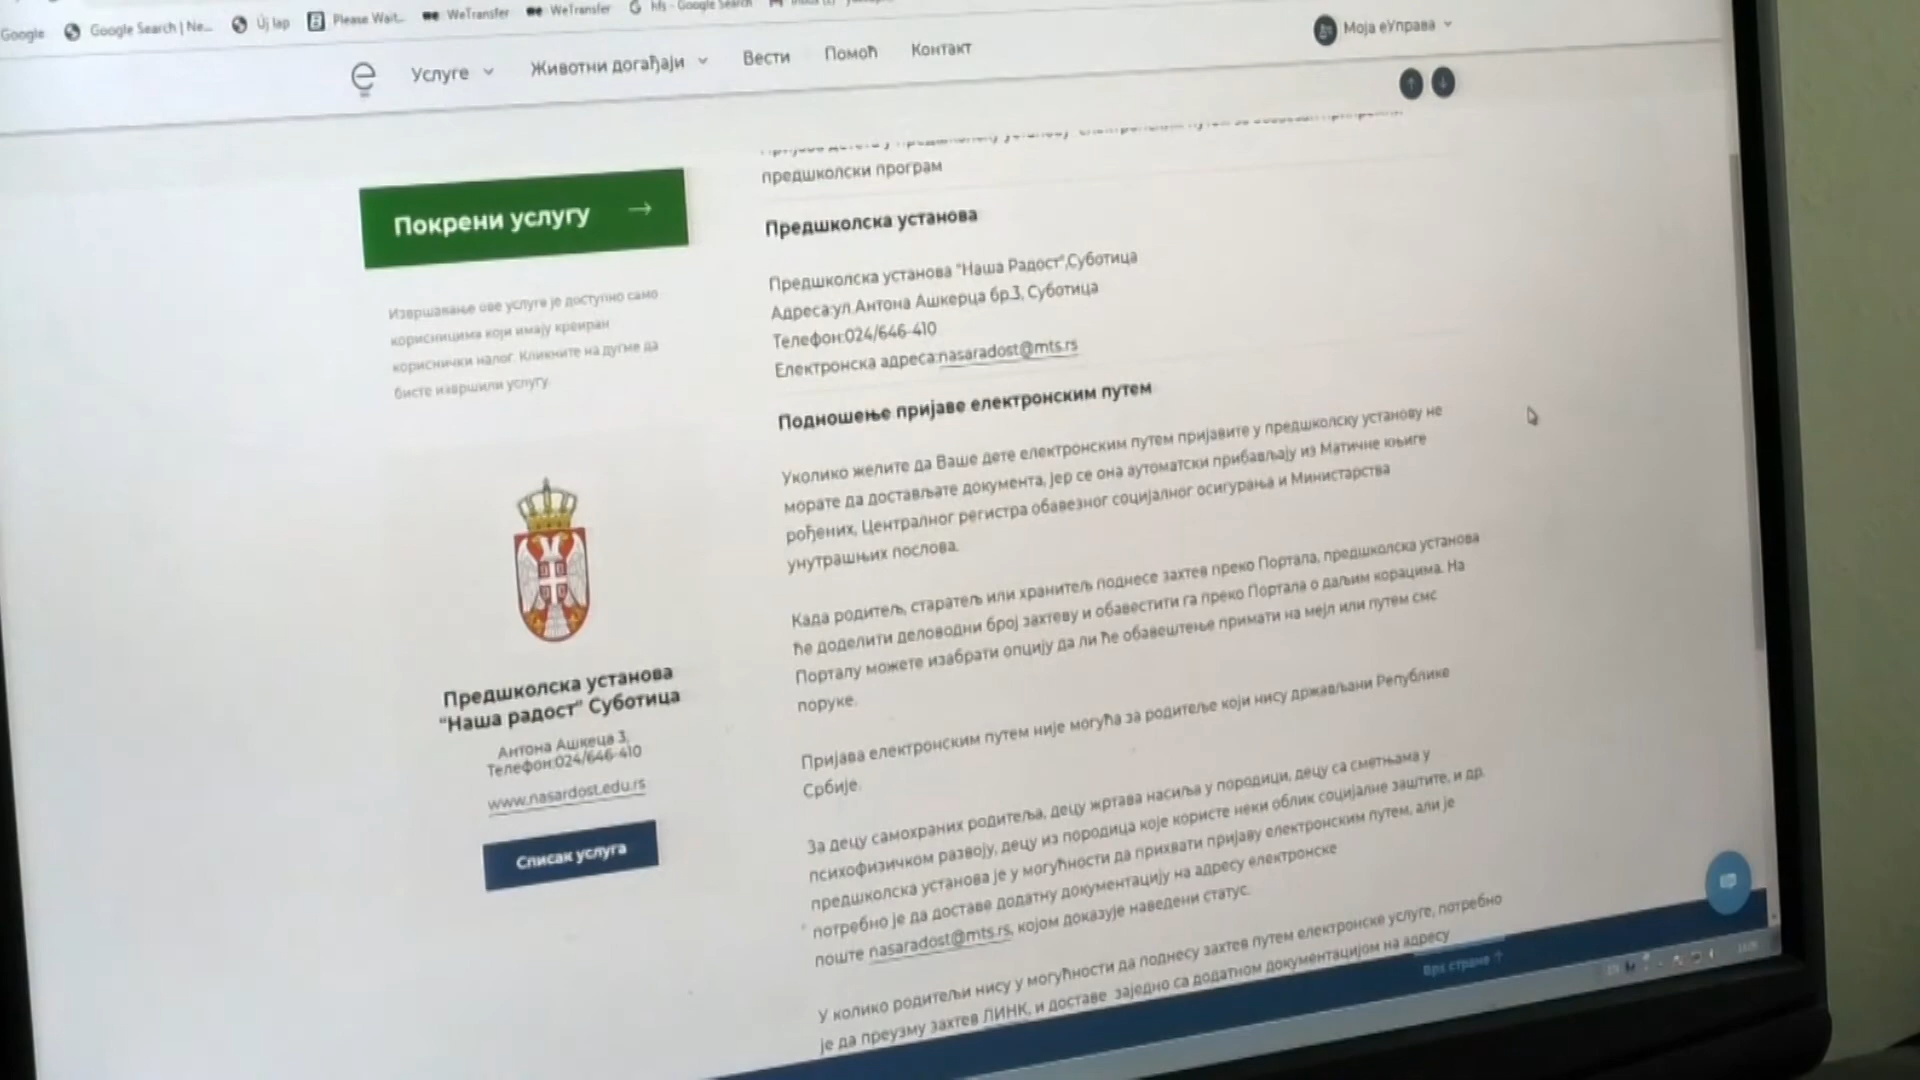 Google
Google Search | Ne...
Új lap
Please Wait...
WeTransfer
WeTransfer
hfs - Google Search
Услуге
Животни догађаји
Вести
Помоћ
Контакт
Моја еУправа
Покрени услугу →
Извршавање ове услуге је доступно само
корисницима који имају креиран
кориснички налог. Кликните на дугме да
бисте извршили услугу.
Предшколска установа
"Наша радост" Суботица
Антона Ашкеца 3,
Телефон:024/646-410
www.nasardost.edu.rs
Списак услуга
предшколски програм
Предшколска установа
Предшколска установа "Наша Радост",Суботица
Адреса:ул.Антона Ашкерца бр.3, Суботица
Телефон:024/646-410
Електронска адреса:nasaradost@mts.rs
Подношење пријаве електронским путем
Уколико желите да Ваше дете електронским путем пријавите у предшколску установу не
морате да достављате документа, јер се она аутоматски прибављају из Матичне књиге
рођених, Централног регистра обавезног социјалног осигурања и Министарства
унутрашњих послова.
Када родитељ, старатељ или хранитељ поднесе захтев преко Портала, предшколска установа
ће доделити деловодни број захтеву и обавестити га преко Портала о даљим корацима. На
Порталу можете изабрати опцију да ли ће обавештење примати на мејл или путем смс
поруке.
Пријава електронским путем није могућа за родитеље који нису држављани Републике
Србије.
За децу самохраних родитеља, децу жртава насиља у породици, децу са сметњама у
психофизичком развоју, децу из породица које користе неки облик социјалне заштите, и др.
предшколска установа је у могућности да прихвати пријаву електронским путем, али је
потребно је да доставе додатну документацију на адресу електронске
поште nasaradost@mts.rs, којом доказује наведени статус.
У колико родитељи нису у могућности да поднесу захтев путем електронске услуге, потребно
је да преузму захтев ЛИНК, и доставе заједно са додатном документацијом на адресу
Врх стране ↑